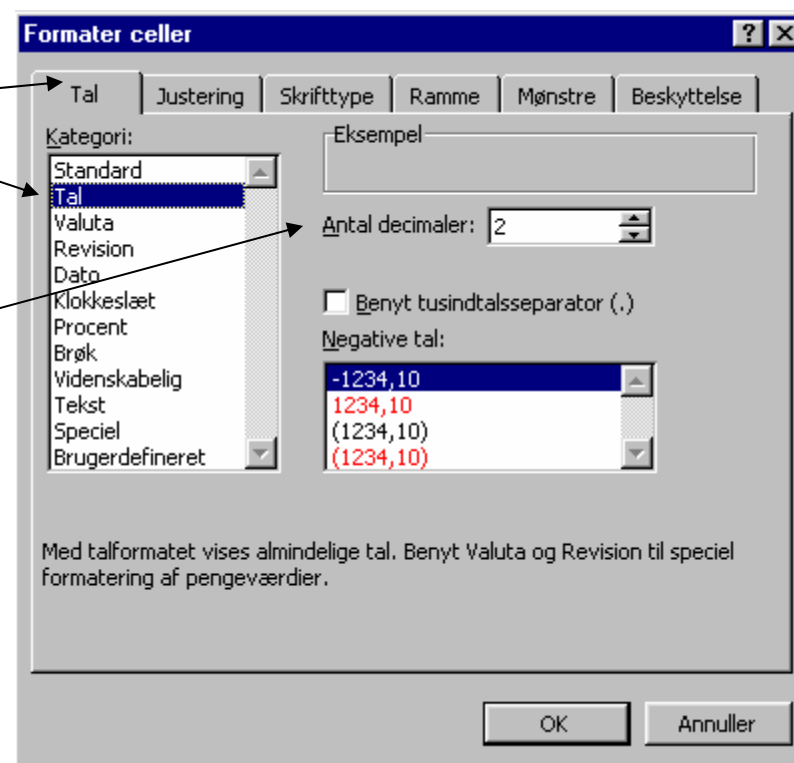 Formater celler
Tal Justering Skrifttype Ramme Mønstre Beskyttelse
Kategori:
Standard
Tal
Valuta
Revision
Dato
Klokkeslæt
Procent
Brøk
Videnskabelig
Tekst
Speciel
Brugerdefineret
Eksempel
Antal decimaler: 2
Benyt tusindtalsseparator (.)
Negative tal:
-1234,10
1234,10
(1234,10)
(1234,10)
Med talformatet vises almindelige tal. Benyt Valuta og Revision til speciel
formatering af pengeværdier.
OK Annuller